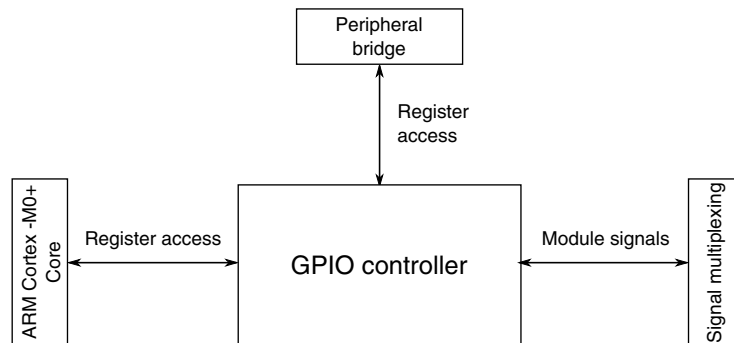 Peripheral
bridge
Register
access
ARM Cortex -M0+
Core
Register access
GPIO controller
Module signals
Signal multiplexing